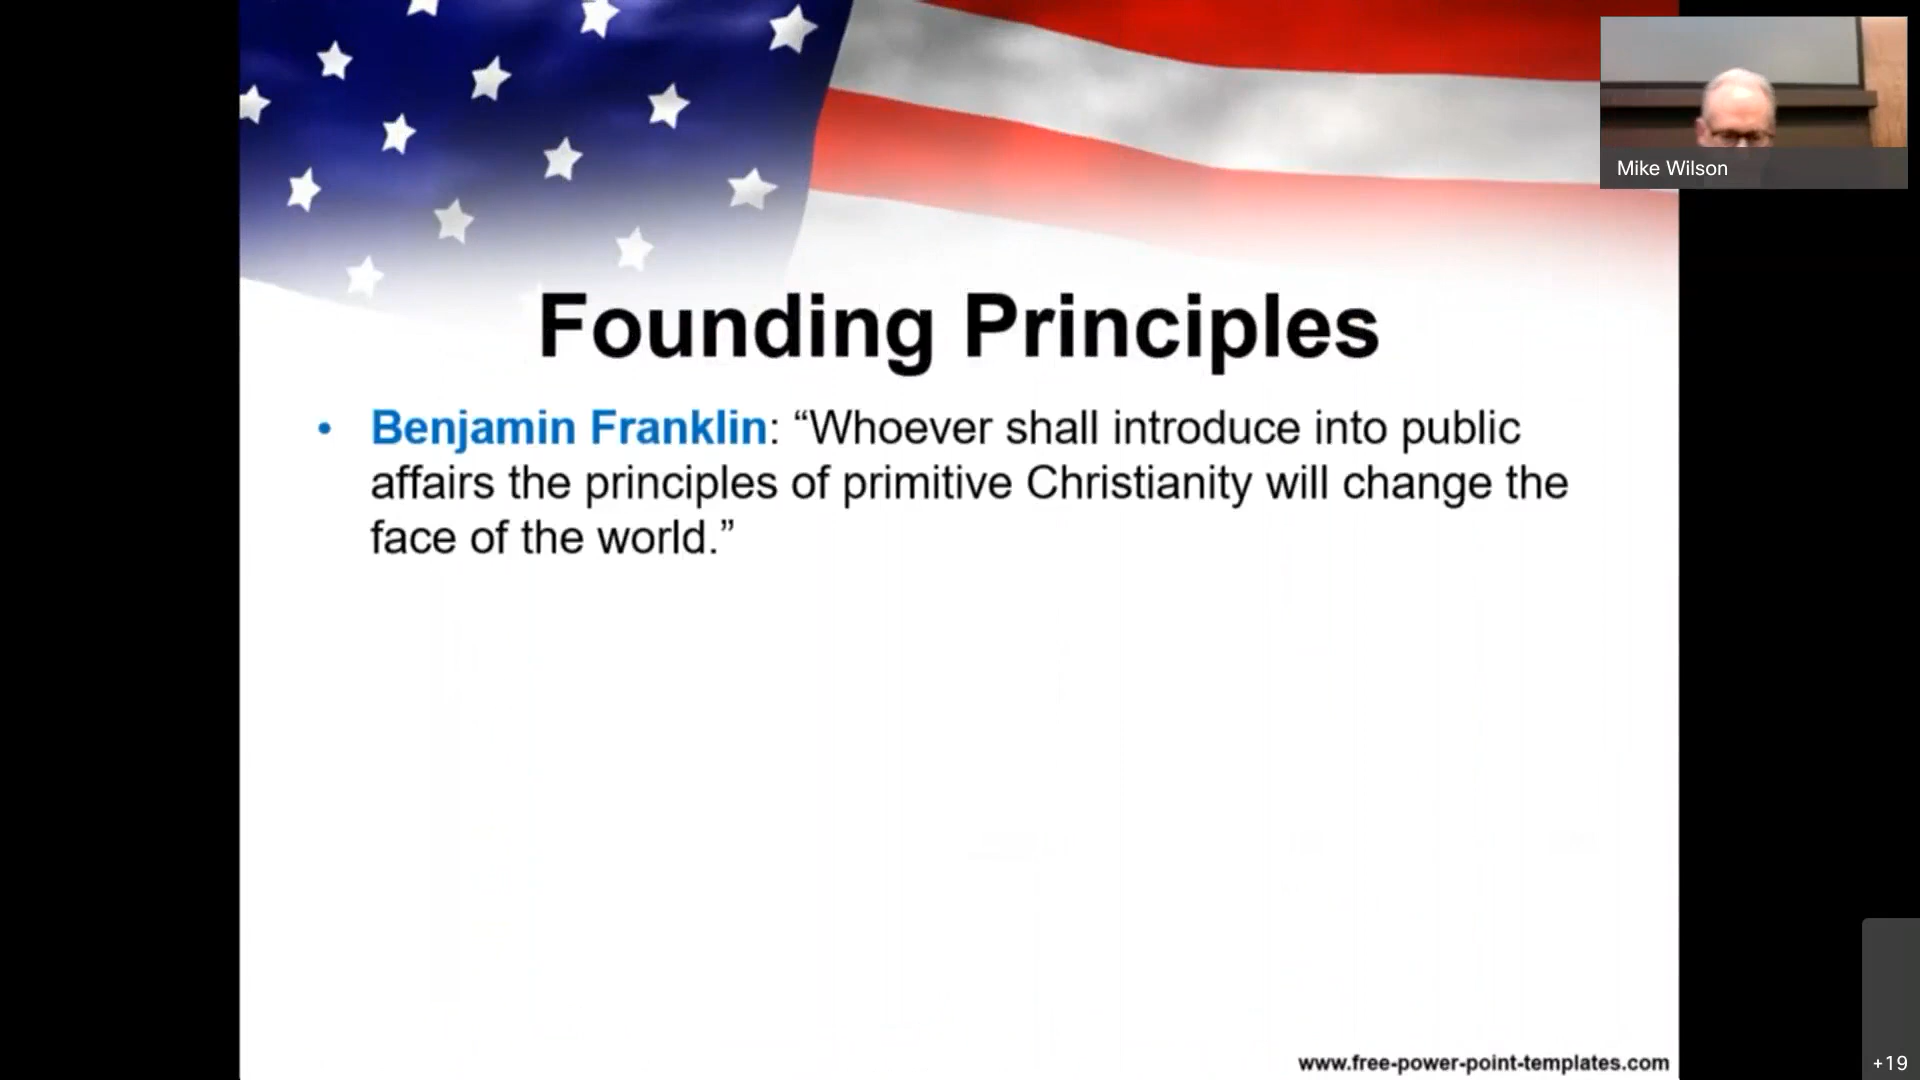 Mike Wilson
Founding Principles
• Benjamin Franklin: “Whoever shall introduce into public
affairs the principles of primitive Christianity will change the
face of the world.”
www.free-power-point-templates.com
+19